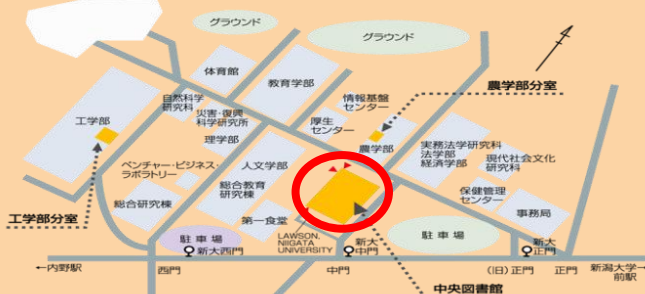 グラウンド
グラウンド
体育館
教育学部
農学部分室
情報基盤
センター
自然科学
研究科
工学部
災害・復興
科学研究所
厚生
センター
理学部
農学部
実務法学研究科
法学部
経済学部
現代社会文化
研究科
ベンチャー・ビジネス・
ラボラトリー
人文学部
総合教育
研究棟
保健管理
センター
総合研究棟
事務局
工学部分室
第一食堂
駐車場
新大西門
LAWSON,
NIIGATA
UNIVERSITY
新大
中門
駐車場
新大
正門
←内野駅
西門
中門
(旧)正門
正門
新潟大学→
前駅
中央図書館